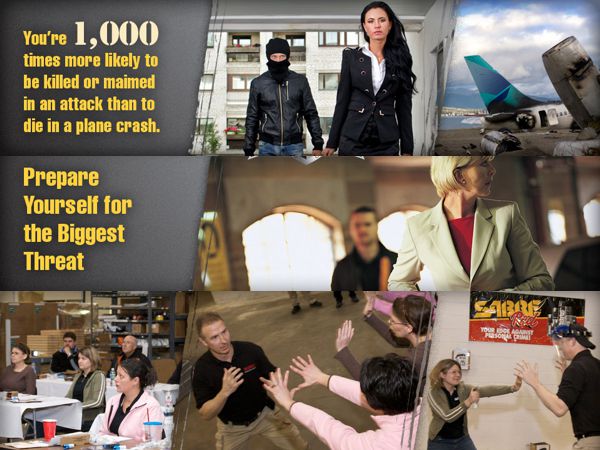 You're 1,000
times more likely to
be killed or maimed
in an attack than to
die in a plane crash.
Prepare
Yourself for
the Biggest
Threat
SABRE
Red
YOUR EDGE AGAINST
PERSONAL CRIME!